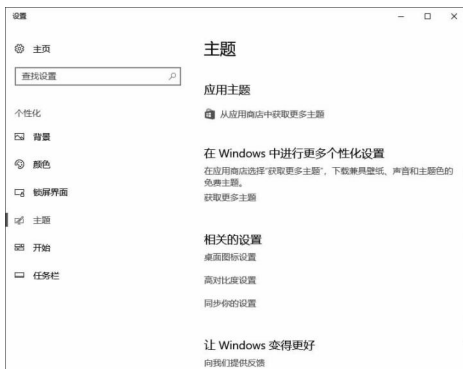 设置
主页
查找设置
个性化
背景
颜色
锁屏界面
主题
开始
任务栏
主题
应用主题
从应用商店中获取更多主题
在 Windows 中进行更多个性化设置
在应用商店选择“获取更多主题”，下载兼具壁纸、声音和主题色的
免费主题。
获取更多主题
相关的设置
桌面图标设置
高对比度设置
同步你的设置
让 Windows 变得更好
向我们提供反馈